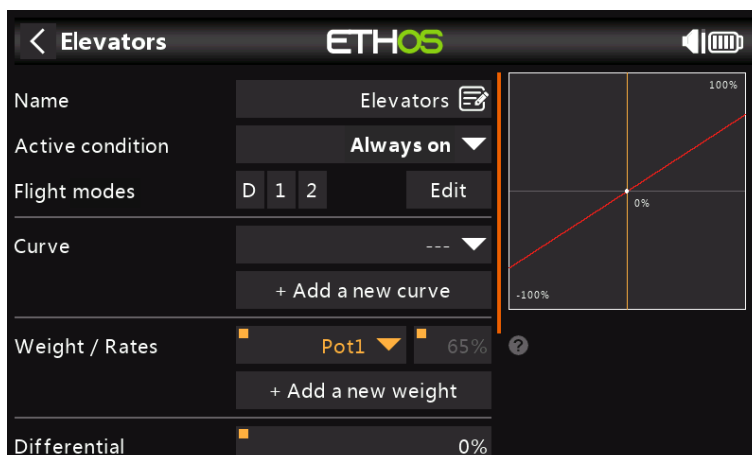 Elevators
ETHOS
Name
Elevators
Active condition
Always on
Flight modes
D 1 2
Edit
Curve
---
+ Add a new curve
Weight / Rates
Pot1
65%
+ Add a new weight
Differential
0%
100%
0%
-100%
?